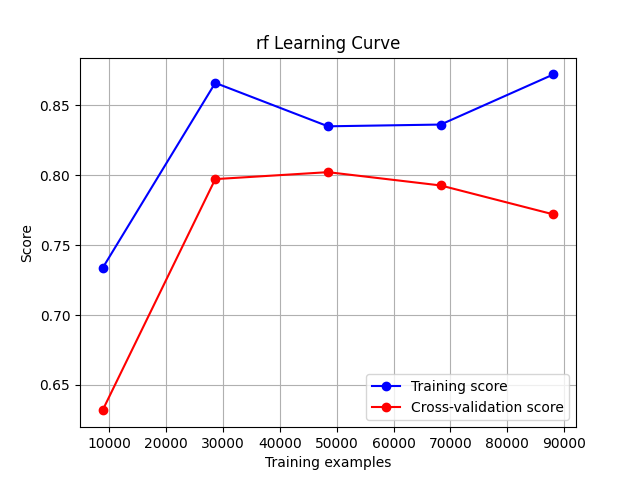 rf Learning Curve
Score
0.85
0.80
0.75
0.70
0.65
Training score
Cross-validation score
10000 20000 30000 40000 50000 60000 70000 80000 90000
Training examples